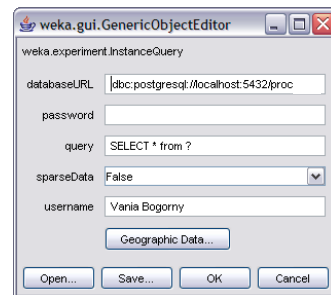 weka.gui.GenericObjectEditor
weka.experiment.InstanceQuery
databaseURL dbc:postgresql://localhost:5432/proc
password
query SELECT * from ?
sparseData False
username Vania Bogorny
Geographic Data...
Open... Save... OK Cancel